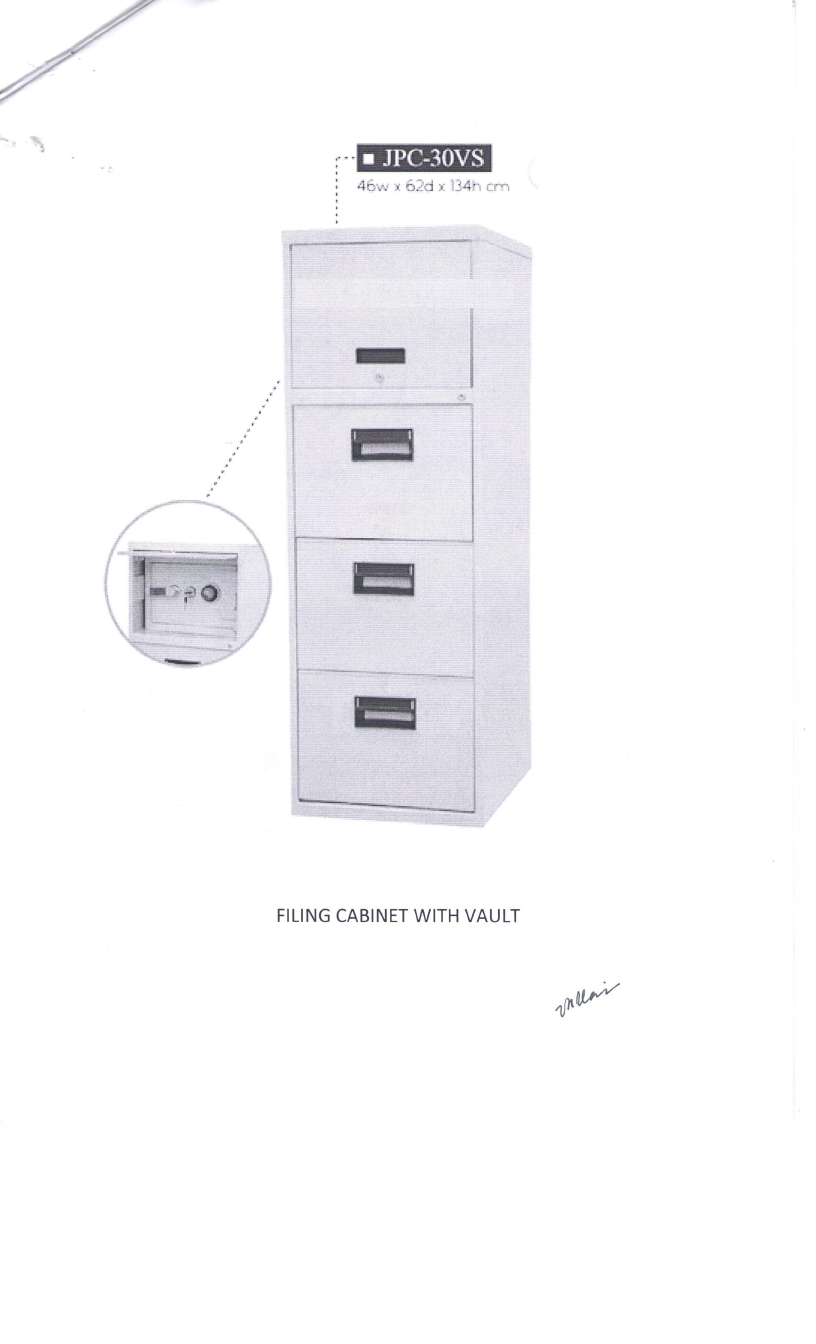 JPC-30VS
46w x 62d x 134h cm
FILING CABINET WITH VAULT